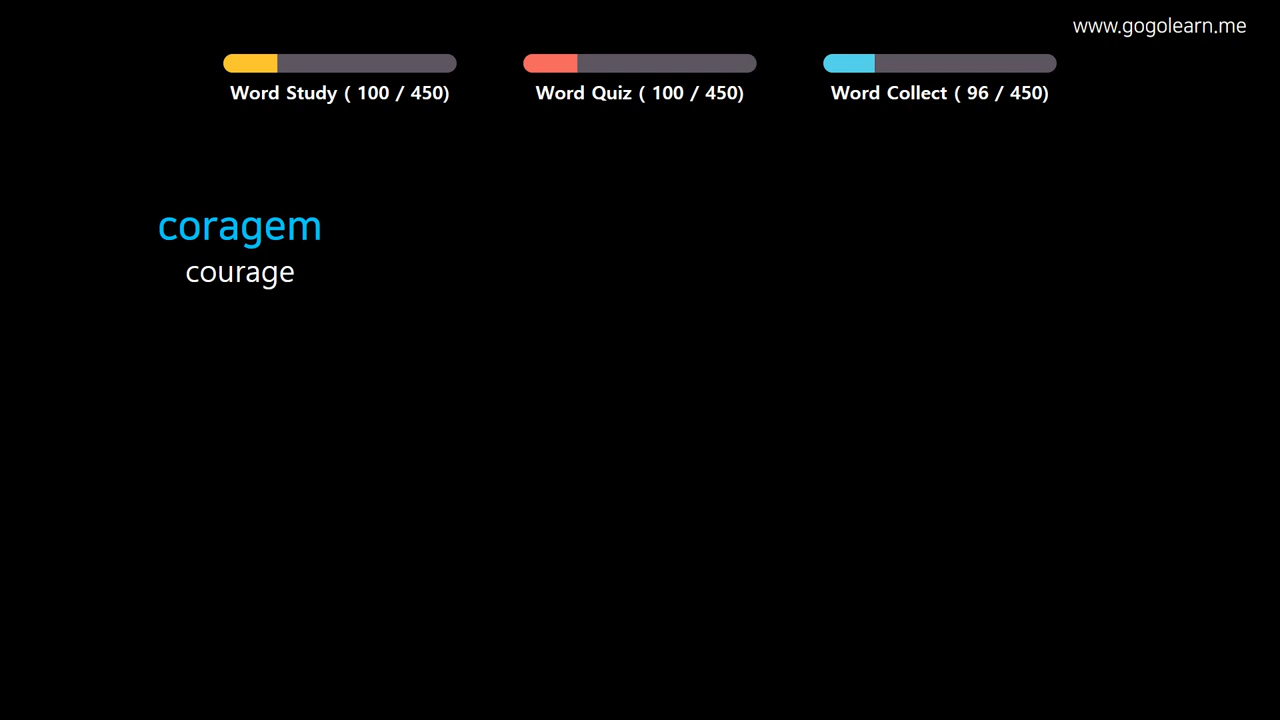 www.gogolearn.me
Word Study ( 100 / 450)
Word Quiz ( 100 / 450)
Word Collect ( 96 / 450)
coragem
courage